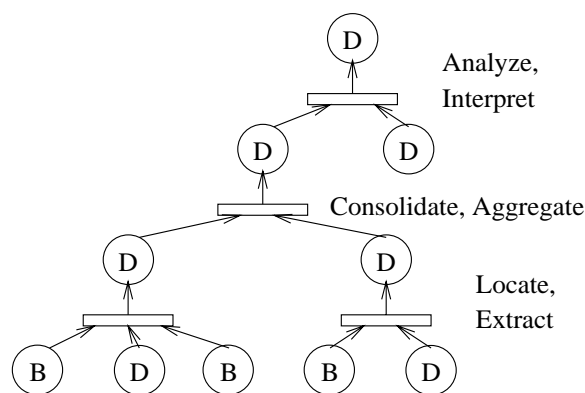 D
Analyze,
Interpret
D
D
Consolidate, Aggregate
D
D
Locate,
Extract
B
D
B
B
D